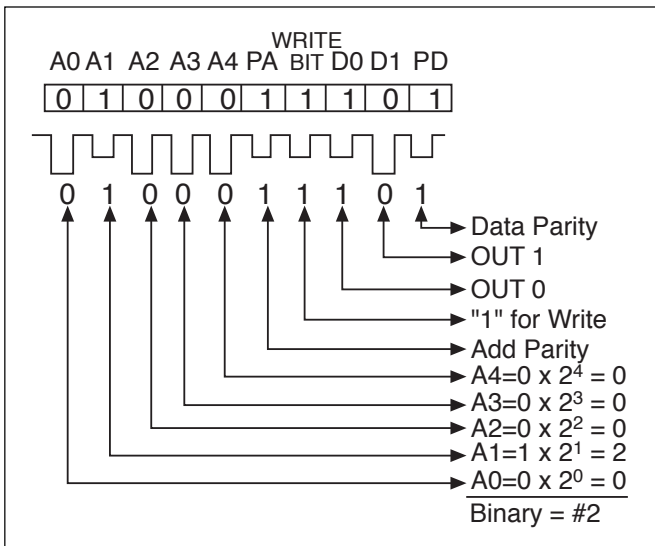 WRITE
A0 A1 A2 A3 A4 PA BIT D0 D1 PD
0 1 0 0 0 1 1 1 0 1
0 1 0 0 0 1 1 1 0 1
Data Parity
OUT 1
OUT 0
"1" for Write
Add Parity
A4=0 x 2⁴ = 0
A3=0 x 2³ = 0
A2=0 x 2² = 0
A1=1 x 2¹ = 2
A0=0 x 2⁰ = 0
Binary = #2